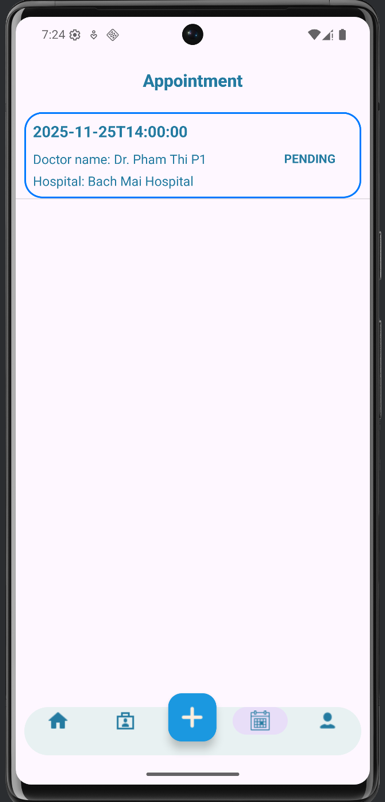 7:24
Appointment
2025-11-25T14:00:00
Doctor name: Dr. Pham Thi P1
PENDING
Hospital: Bach Mai Hospital